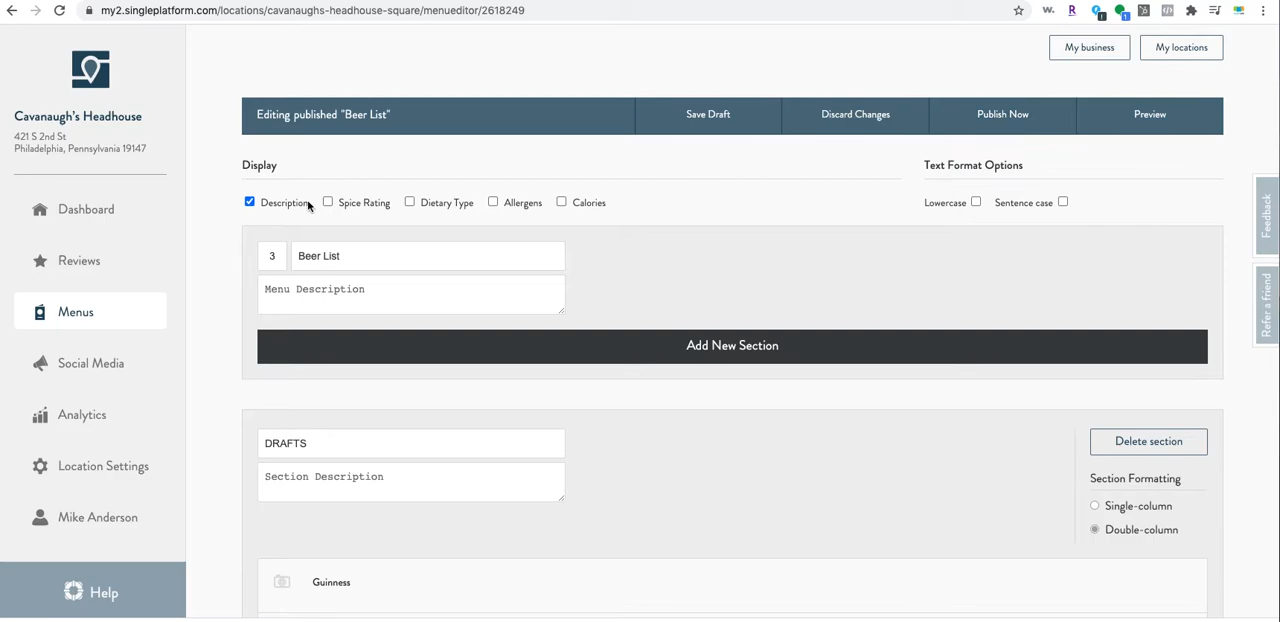 my2.singleplatform.com/locations/cavanaughs-headhouse-square/menueditor/2618249
My business
My locations
Cavanaugh's Headhouse
421 S 2nd St
Philadelphia, Pennsylvania 19147
Editing published "Beer List"
Save Draft
Discard Changes
Publish Now
Preview
Display
Text Format Options
Description
Spice Rating
Dietary Type
Allergens
Calories
Lowercase
Sentence case
Feedback
Refer a friend
Dashboard
Reviews
Menus
Social Media
Analytics
Location Settings
Mike Anderson
Help
3
Beer List
Menu Description
Add New Section
DRAFTS
Section Description
Delete section
Section Formatting
Single-column
Double-column
Guinness